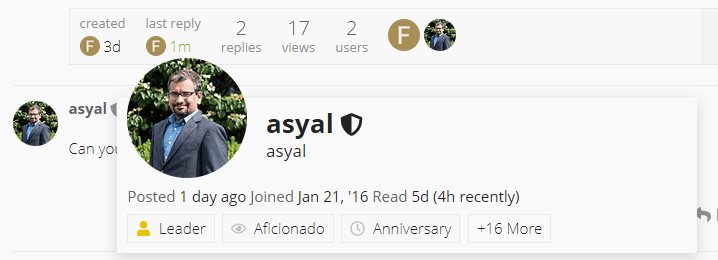 created last reply 2 17 2
F 3d F 1m replies views users F
asyal
asyal
asyal
Can you
Posted 1 day ago Joined Jan 21, '16 Read 5d (4h recently)
Leader Aficionado Anniversary +16 More